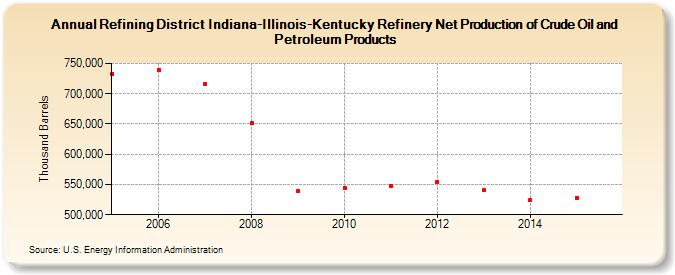 Annual Refining District Indiana-Illinois-Kentucky Refinery Net Production of Crude Oil and
Petroleum Products
Thousand Barrels
750,000
700,000
650,000
600,000
550,000
500,000
2006
2008
2010
2012
2014
Source: U.S. Energy Information Administration